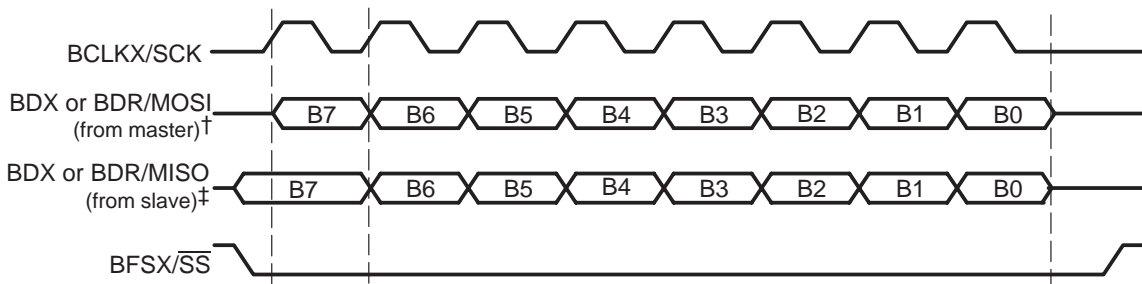 BCLKX/SCK
BDX or BDR/MOSI
(from master)†
B7 B6 B5 B4 B3 B2 B1 B0
BDX or BDR/MISO
(from slave)‡
B7 B6 B5 B4 B3 B2 B1 B0
BFSX/S̅S̅